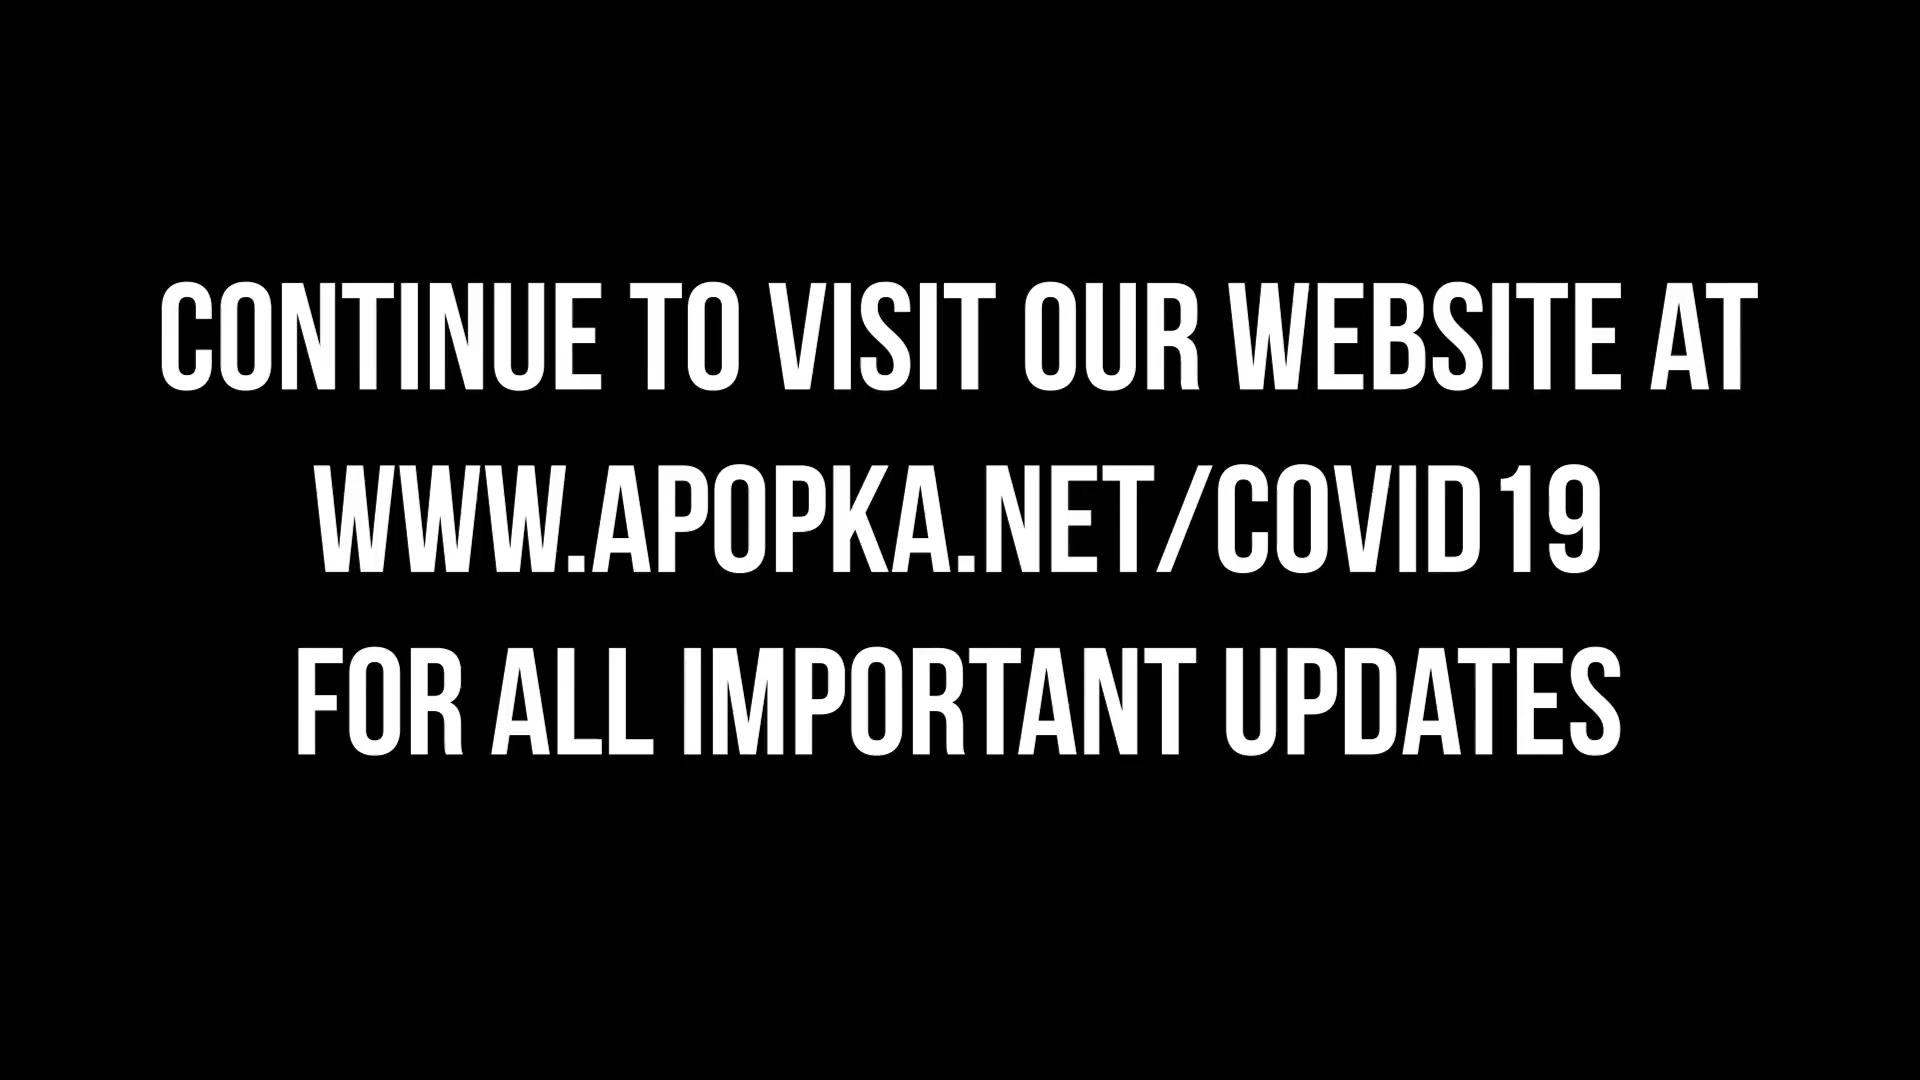 CONTINUE TO VISIT OUR WEBSITE AT
WWW.APOPKA.NET/COVID19
FOR ALL IMPORTANT UPDATES